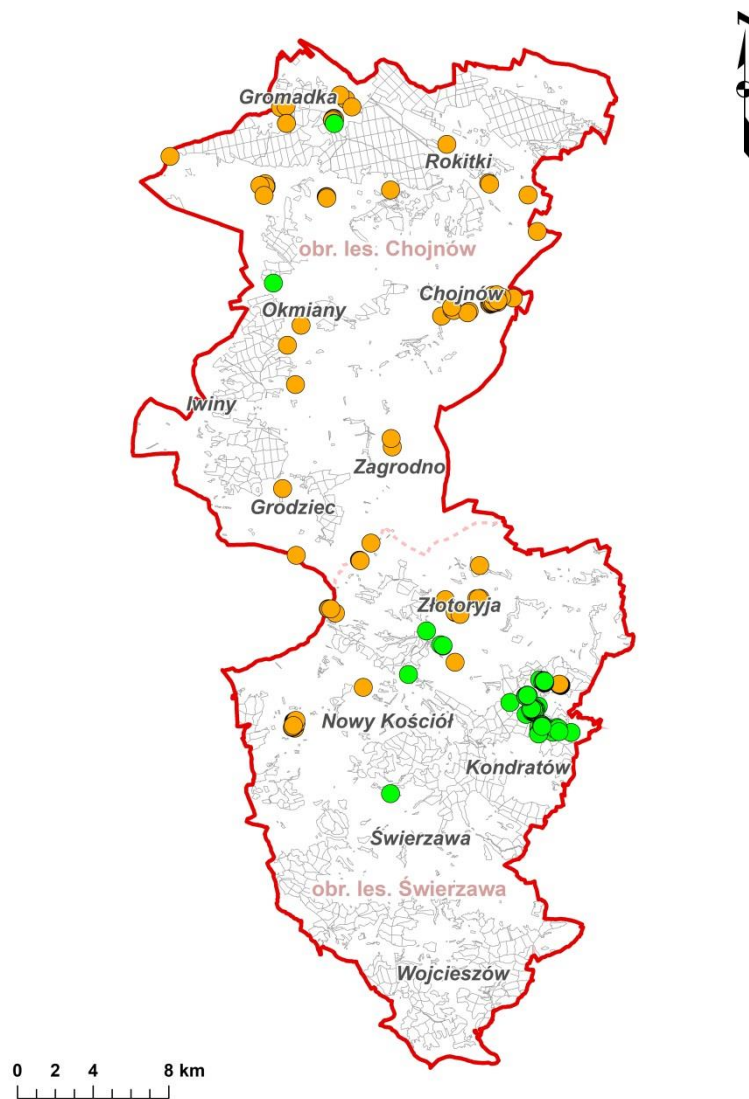 N
Gromadka
Rokitki
obr. les. Chojnów
Chojnów
Okmiany
Iwiny
Zagrodno
Grodziec
Złotoryja
Nowy Kościół
Kondratów
Świerzawa
obr. les. Świerzawa
Wojcieszów
0 2 4 8 km